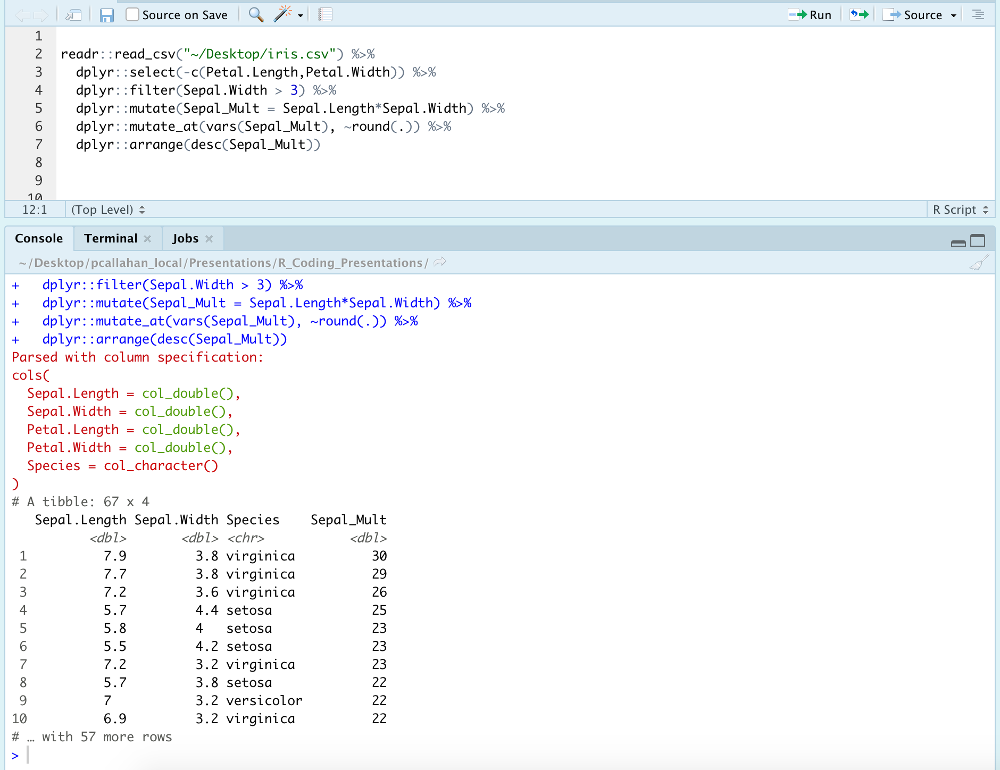 Source on Save
Run
Source
1
2 readr::read_csv("~/Desktop/iris.csv") %>%
3   dplyr::select(-c(Petal.Length,Petal.Width)) %>%
4   dplyr::filter(Sepal.Width > 3) %>%
5   dplyr::mutate(Sepal_Mult = Sepal.Length*Sepal.Width) %>%
6   dplyr::mutate_at(vars(Sepal_Mult), ~round(.)) %>%
7   dplyr::arrange(desc(Sepal_Mult))
8
9
10
12:1 (Top Level) R Script
Console Terminal Jobs
~/Desktop/pcallahan_local/Presentations/R_Coding_Presentations/
+   dplyr::filter(Sepal.Width > 3) %>%
+   dplyr::mutate(Sepal_Mult = Sepal.Length*Sepal.Width) %>%
+   dplyr::mutate_at(vars(Sepal_Mult), ~round(.)) %>%
+   dplyr::arrange(desc(Sepal_Mult))
Parsed with column specification:
cols(
  Sepal.Length = col_double(),
  Sepal.Width = col_double(),
  Petal.Length = col_double(),
  Petal.Width = col_double(),
  Species = col_character()
)
# A tibble: 67 x 4
   Sepal.Length Sepal.Width Species    Sepal_Mult
          <dbl>       <dbl> <chr>           <dbl>
 1          7.9         3.8 virginica          30
 2          7.7         3.8 virginica          29
 3          7.2         3.6 virginica          26
 4          5.7         4.4 setosa             25
 5          5.8         4   setosa             23
 6          5.5         4.2 setosa             23
 7          7.2         3.2 virginica          23
 8          5.7         3.8 setosa             22
 9          7           3.2 versicolor         22
10          6.9         3.2 virginica          22
# … with 57 more rows
>